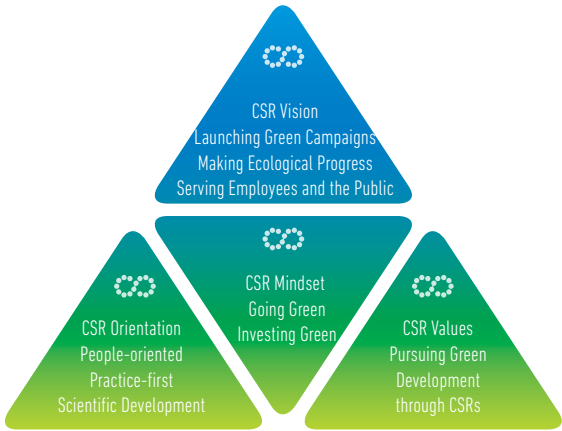 CSR Vision
Launching Green Campaigns
Making Ecological Progress
Serving Employees and the Public
CSR Mindset
Going Green
Investing Green
CSR Orientation
People-oriented
Practice-first
Scientific Development
CSR Values
Pursuing Green
Development
through CSRs